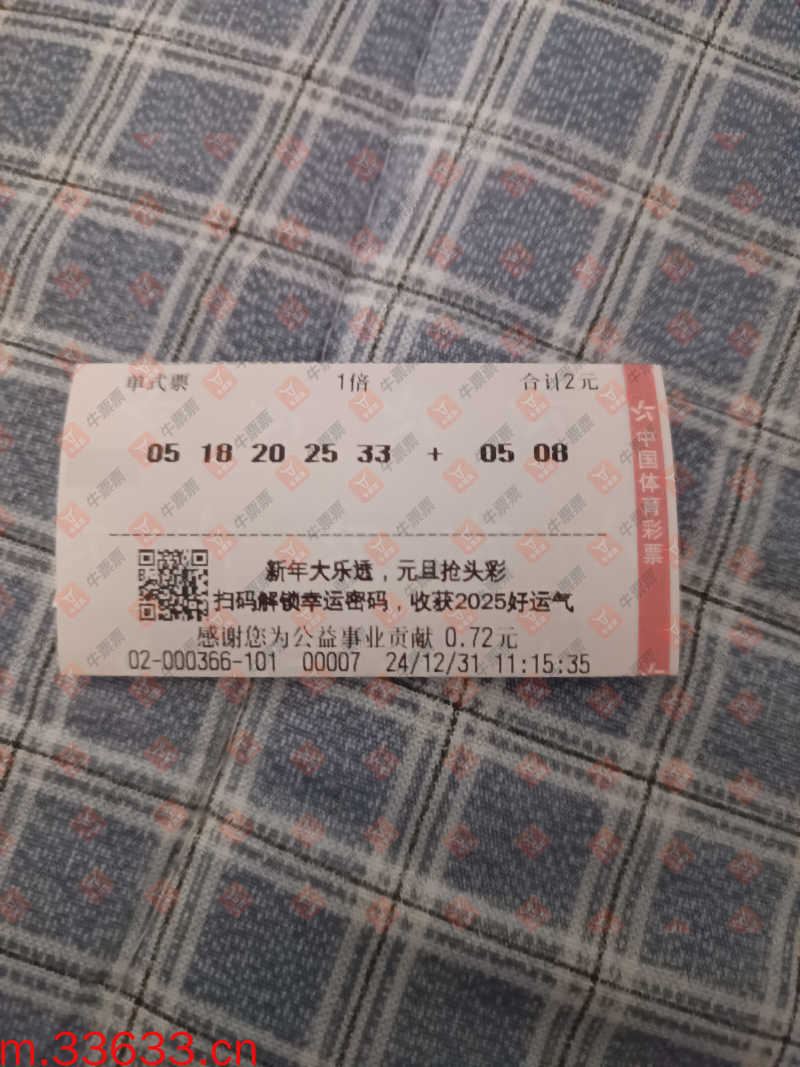 单式票 1倍 合计2元
05 18 20 25 33 + 05 08
新年大乐透，元旦抢头彩
扫码解锁幸运密码，收获2025好运气
感谢您为公益事业贡献 0.72元
02-000366-101 00007 24/12/31 11:15:35
中国体育彩票
牛票票
m.33633.cn